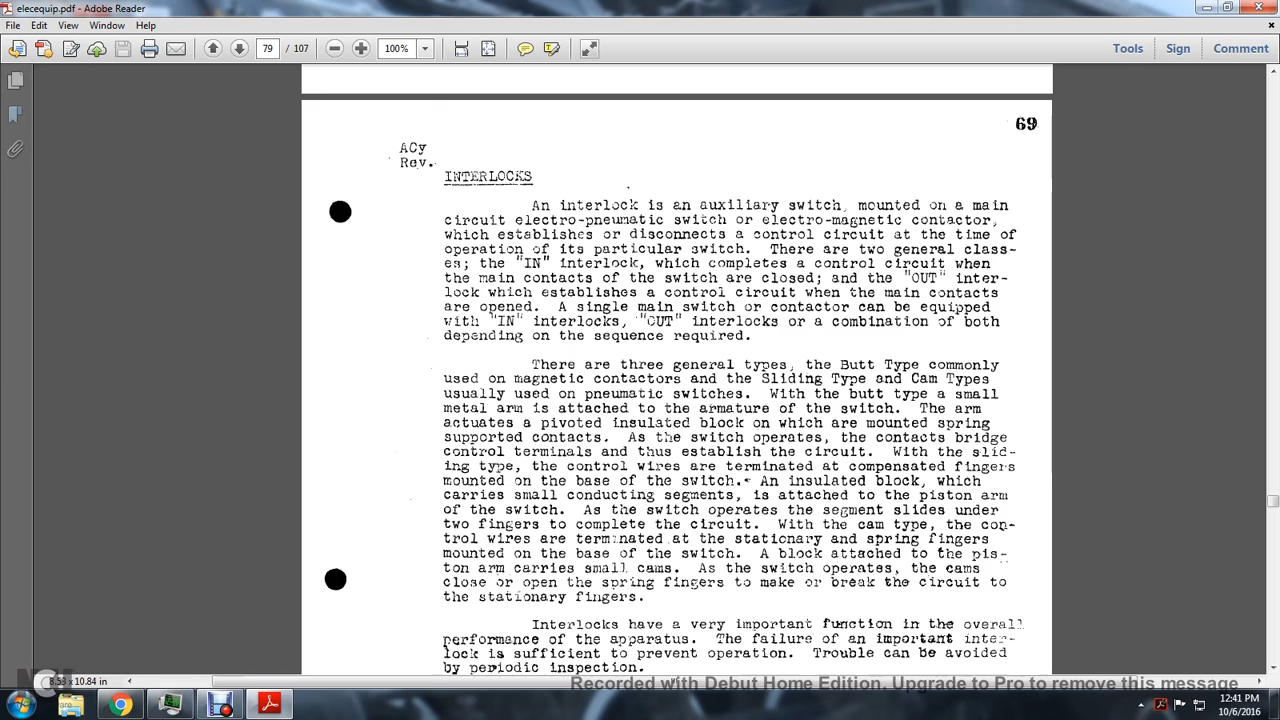 elecequip.pdf - Adobe Reader
File Edit View Window Help
79 / 107 100% Tools Sign Comment
69
ACy
Rev.
INTERLOCKS
An interlock is an auxiliary switch, mounted on a main
circuit electro-pneumatic switch or electro-magnetic contactor,
which establishes or disconnects a control circuit at the time of
operation of its particular switch. There are two general class-
es; the "IN" interlock, which completes a control circuit when
the main contacts of the switch are closed; and the "OUT" inter-
lock which establishes a control circuit when the main contacts
are opened. A single main switch or contactor can be equipped
with "IN" interlocks, "OUT" interlocks or a combination of both
depending on the sequence required.
There are three general types, the Butt Type commonly
used on magnetic contactors and the Sliding Type and Cam Types
usually used on pneumatic switches. With the butt type a small
metal arm is attached to the armature of the switch. The arm
actuates a pivoted insulated block on which are mounted spring
supported contacts. As the switch operates, the contacts bridge
control terminals and thus establish the circuit. With the slid-
ing type, the control wires are terminated at compensated fingers
mounted on the base of the switch. An insulated block, which
carries small conducting segments, is attached to the piston arm
of the switch. As the switch operates the segment slides under
two fingers to complete the circuit. With the cam type, the con-
trol wires are terminated at the stationary and spring fingers
mounted on the base of the switch. A block attached to the pis-
ton arm carries small cams. As the switch operates, the cams
close or open the spring fingers to make or break the circuit to
the stationary fingers.
Interlocks have a very important function in the overall
performance of the apparatus. The failure of an important inter-
lock is sufficient to prevent operation. Trouble can be avoided
by periodic inspection.
8.53 x 10.84 in
Recorded with Debut Home Edition. Upgrade to Pro to remove this message
12:41 PM
10/6/2016